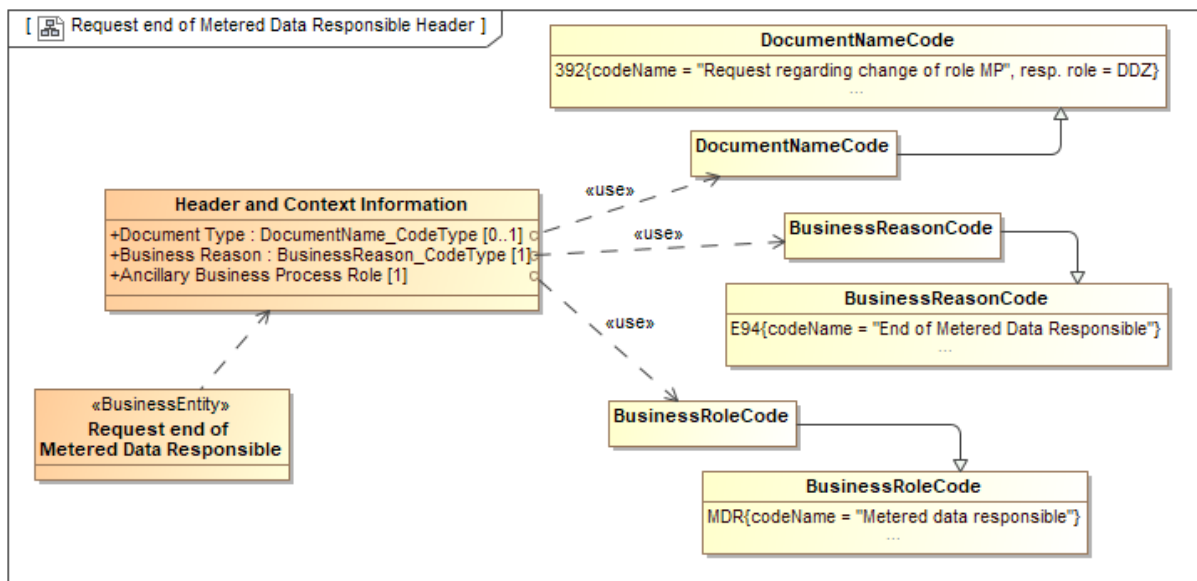 [ Request end of Metered Data Responsible Header ]
DocumentNameCode
392{codeName = "Request regarding change of role MP", resp. role = DDZ}
...
DocumentNameCode
«use»
Header and Context Information
+Document Type : DocumentName_CodeType [0..1]
+Business Reason : BusinessReason_CodeType [1]
+Ancillary Business Process Role [1]
«use»
BusinessReasonCode
BusinessReasonCode
E94{codeName = "End of Metered Data Responsible"}
...
«use»
«BusinessEntity»
Request end of
Metered Data Responsible
BusinessRoleCode
BusinessRoleCode
MDR{codeName = "Metered data responsible"}
...